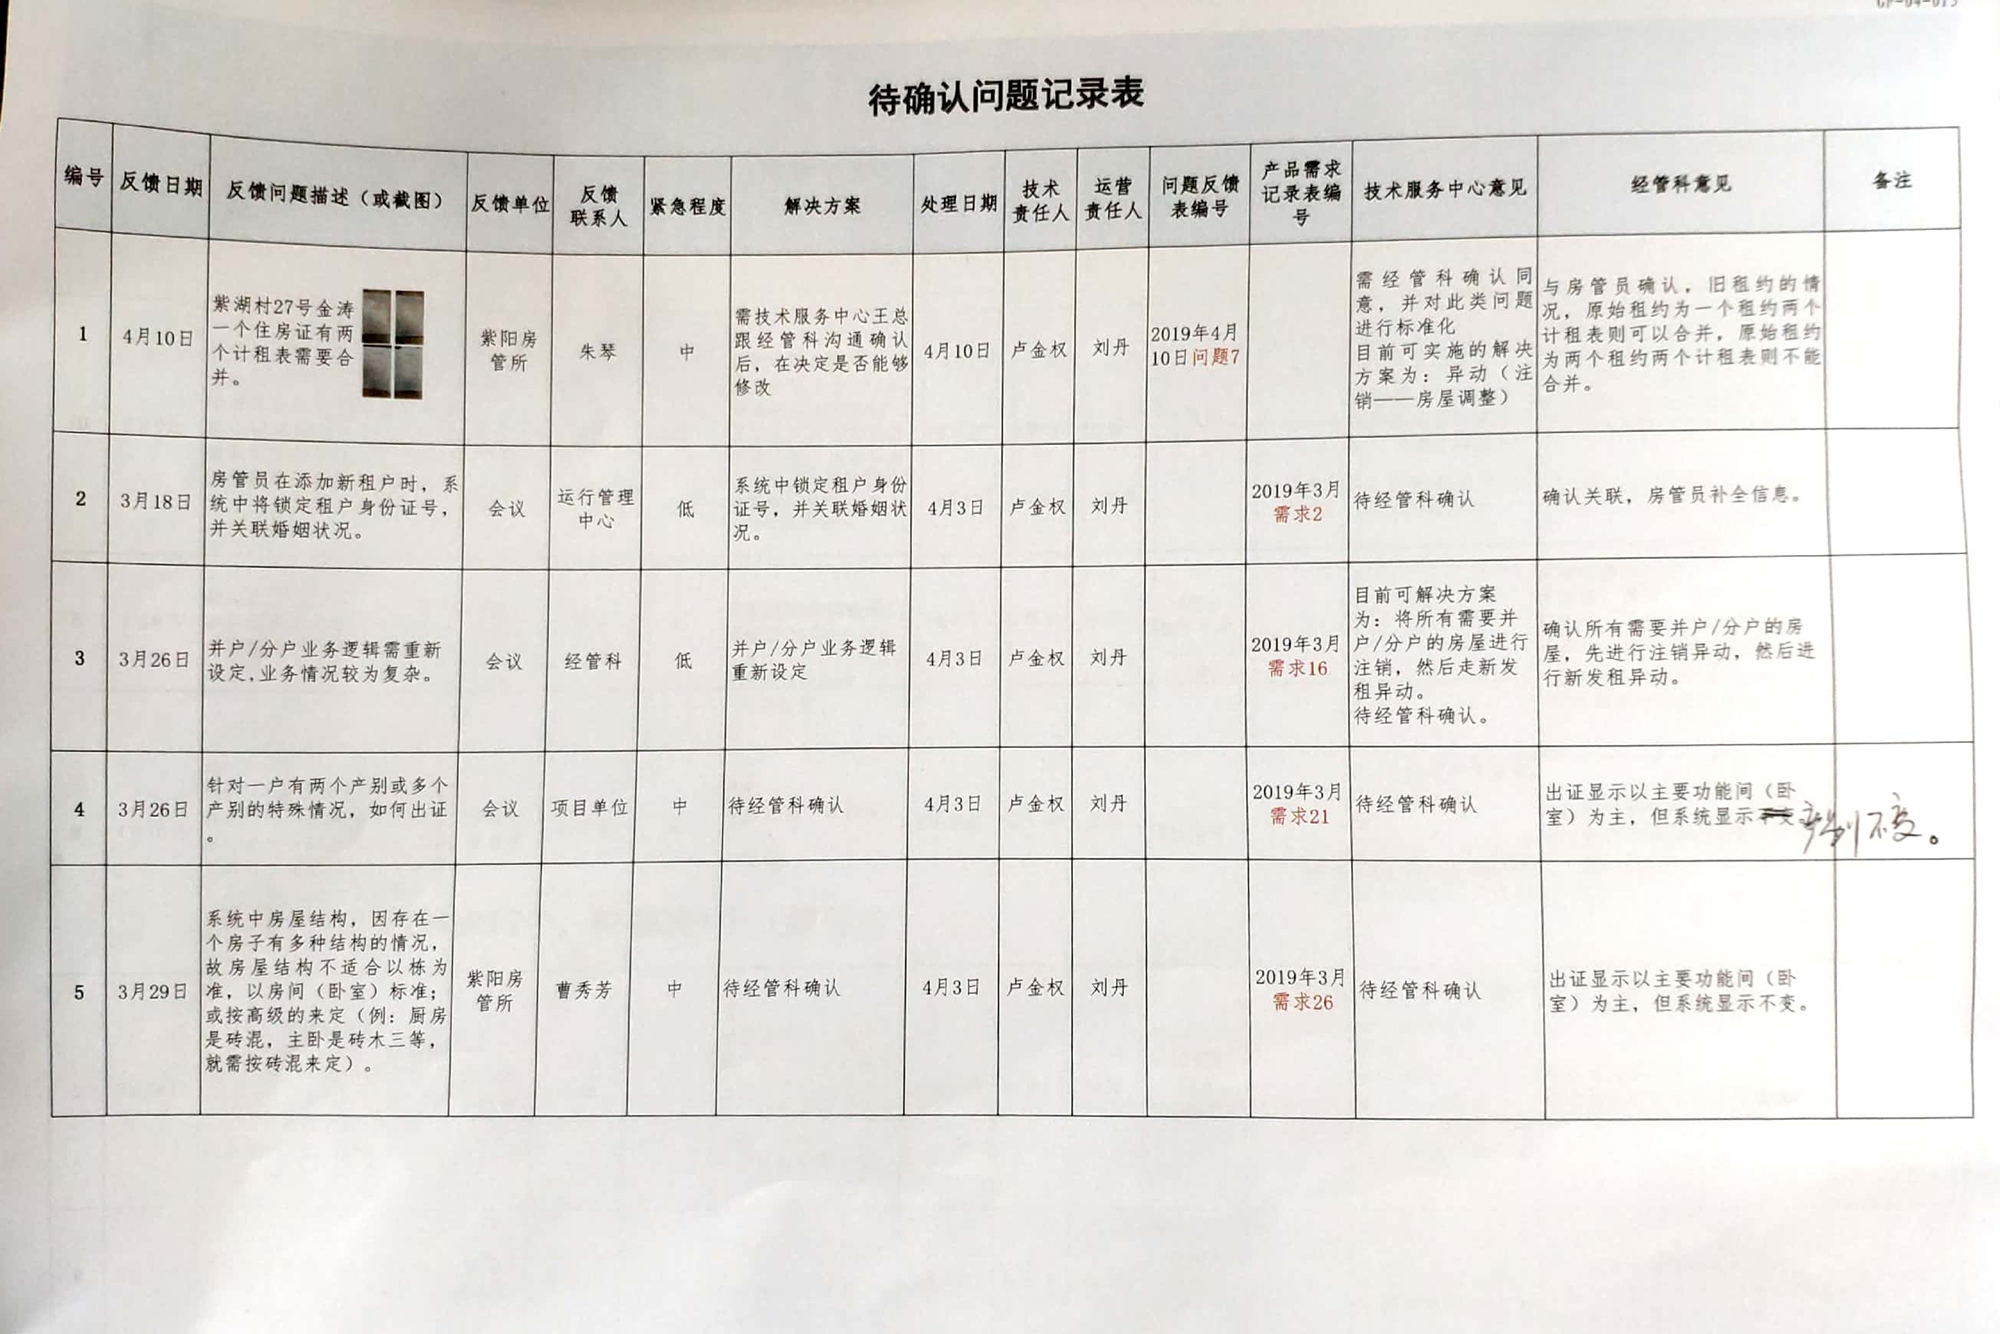 待确认问题记录表
编号
反馈日期
反馈问题描述（或截图）
反馈单位
反馈
联系人
紧急程度
解决方案
处理日期
技术
责任人
运营
责任人
问题反馈
表编号
产品需求
记录表编
号
技术服务中心意见
经管科意见
备注
1
4月10日
紫湖村27号金涛
一个住房证有两
个计租表需要合
并。
紫阳房
管所
朱琴
中
需技术服务中心王总
跟经管科沟通确认
后，在决定是否能够
修改
4月10日
卢金权
刘丹
2019年4月
10日问题7
需经管科确认同
意，并对此类问题
进行标准化
目前可实施的解决
方案为：异动（注
销——房屋调整）
与房管员确认，旧租约的情
况，原始租约为一个租约两个
计租表则可以合并，原始租约
为两个租约两个计租表则不能
合并。
2
3月18日
房管员在添加新租户时，系
统中将锁定租户身份证号，
并关联婚姻状况。
会议
运行管理
中心
低
系统中锁定租户身份
证号，并关联婚姻状
况。
4月3日
卢金权
刘丹
2019年3月
需求2
待经管科确认
确认关联，房管员补全信息。
3
3月26日
并户/分户业务逻辑需重新
设定,业务情况较为复杂。
会议
经管科
低
并户/分户业务逻辑
重新设定
4月3日
卢金权
刘丹
2019年3月
需求16
目前可解决方案
为：将所有需要并
户/分户的房屋进行
注销，然后走新发
租异动。
待经管科确认。
确认所有需要并户/分户的房
屋，先进行注销异动，然后进
行新发租异动。
4
3月26日
针对一户有两个产别或多个
产别的特殊情况，如何出证
。
会议
项目单位
中
待经管科确认
4月3日
卢金权
刘丹
2019年3月
需求21
待经管科确认
出证显示以主要功能间（卧
室）为主，但系统显示产别不变。
5
3月29日
系统中房屋结构，因存在一
个房子有多种结构的情况，
故房屋结构不适合以栋为
准，以房间（卧室）标准；
或按高级的来定（例：厨房
是砖混，主卧是砖木三等，
就需按砖混来定）。
紫阳房
管所
曹秀芳
中
待经管科确认
4月3日
卢金权
刘丹
2019年3月
需求26
待经管科确认
出证显示以主要功能间（卧
室）为主，但系统显示不变。